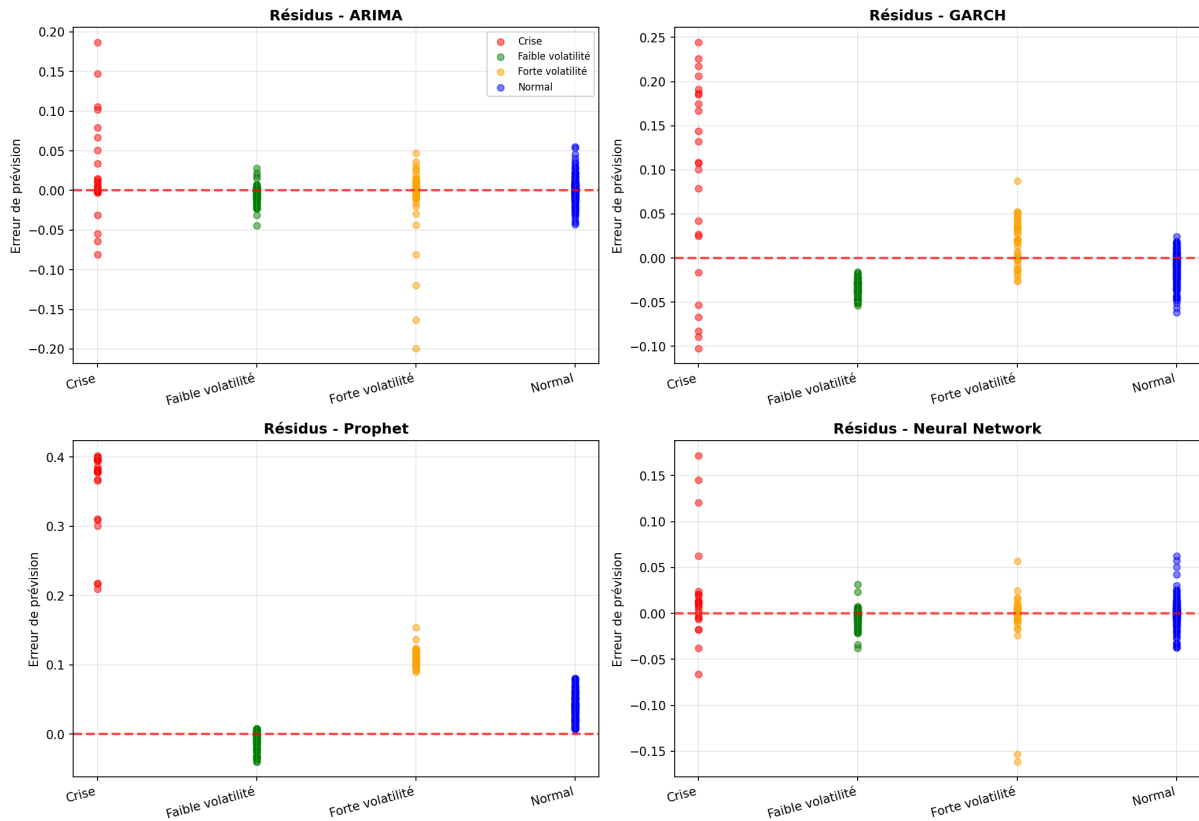 Résidus - ARIMA
Erreur de prévision
0.20
0.15
0.10
0.05
0.00
−0.05
−0.10
−0.15
−0.20
Crise
Faible volatilité
Forte volatilité
Normal
Crise
Faible volatilité
Forte volatilité
Normal
Résidus - GARCH
Erreur de prévision
0.25
0.20
0.15
0.10
0.05
0.00
−0.05
−0.10
Crise
Faible volatilité
Forte volatilité
Normal
Résidus - Prophet
Erreur de prévision
0.4
0.3
0.2
0.1
0.0
Crise
Faible volatilité
Forte volatilité
Normal
Résidus - Neural Network
Erreur de prévision
0.15
0.10
0.05
0.00
−0.05
−0.10
−0.15
Crise
Faible volatilité
Forte volatilité
Normal